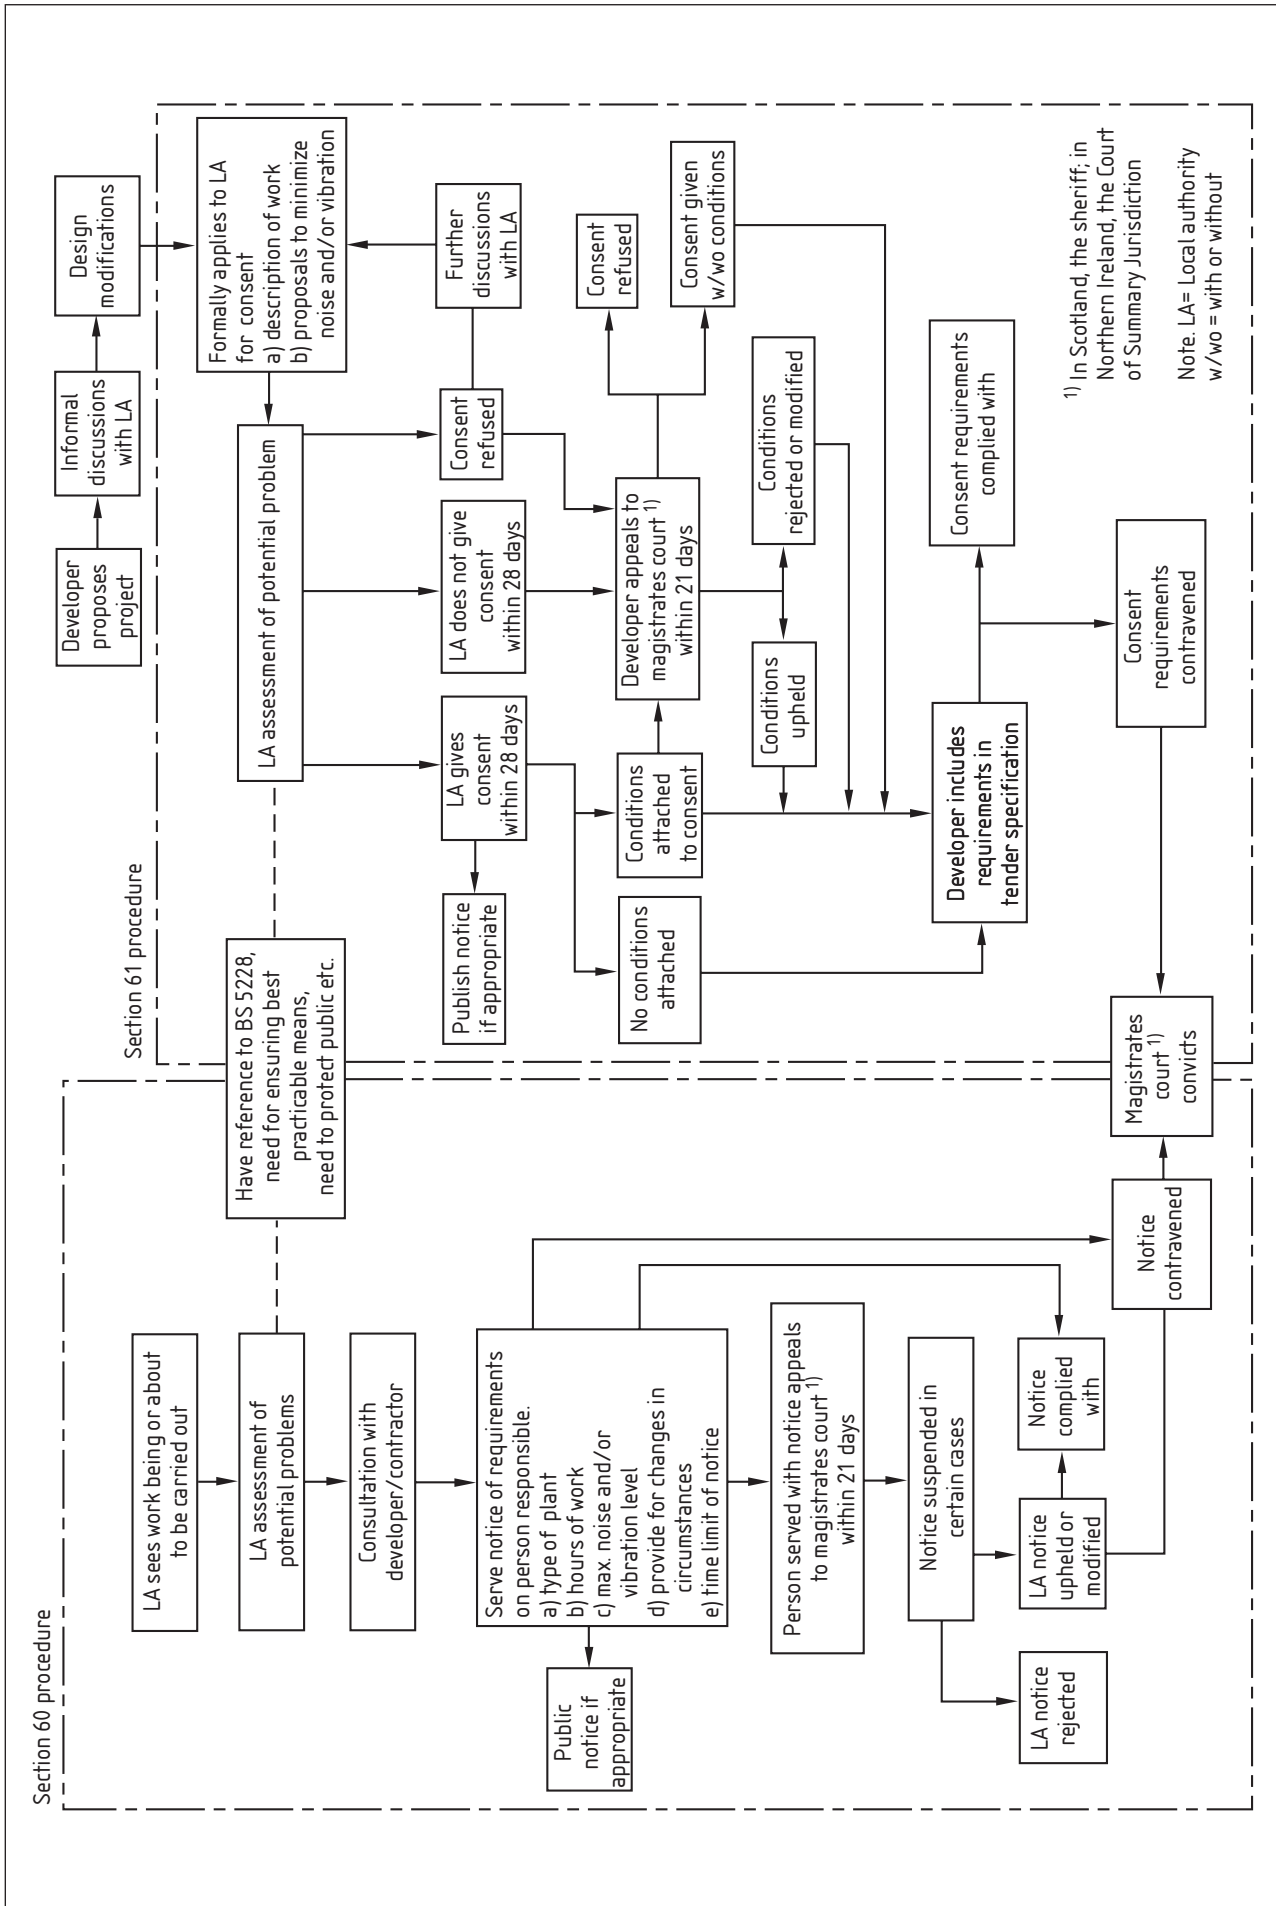 Section 60 procedure
LA sees work being or about
to be carried out
LA assessment of
potential problems
Consultation with
developer/contractor
Serve notice of requirements
on person responsible.
a) type of plant
b) hours of work
c) max. noise and/or
vibration level
d) provide for changes in
circumstances
e) time limit of notice
Public
notice if
appropriate
Person served with notice appeals
to magistrates court 1)
within 21 days
Notice suspended in
certain cases
LA notice
rejected
LA notice
upheld or
modified
Notice
complied
with
Notice
contravened
Have reference to BS 5228,
need for ensuring best
practicable means,
need to protect public etc.
Magistrates
court 1)
convicts
Section 61 procedure
Developer
proposes
project
Informal
discussions
with LA
Design
modifications
Formally applies to LA
for consent
a) description of work
b) proposals to minimize
noise and/or vibration
LA assessment of potential problem
LA gives
consent
within 28 days
LA does not give
consent
within 28 days
Consent
refused
Further
discussions
with LA
Publish notice
if appropriate
No conditions
attached
Conditions
attached
to consent
Developer appeals to
magistrates court 1)
within 21 days
Consent
refused
Consent given
w/wo conditions
Conditions
upheld
Conditions
rejected or modified
Developer includes
requirements in
tender specification
Consent requirements
complied with
Consent
requirements
contravened
1) In Scotland, the sheriff; in
Northern Ireland, the Court
of Summary Jurisdiction
Note. LA= Local authority
w/wo = with or without